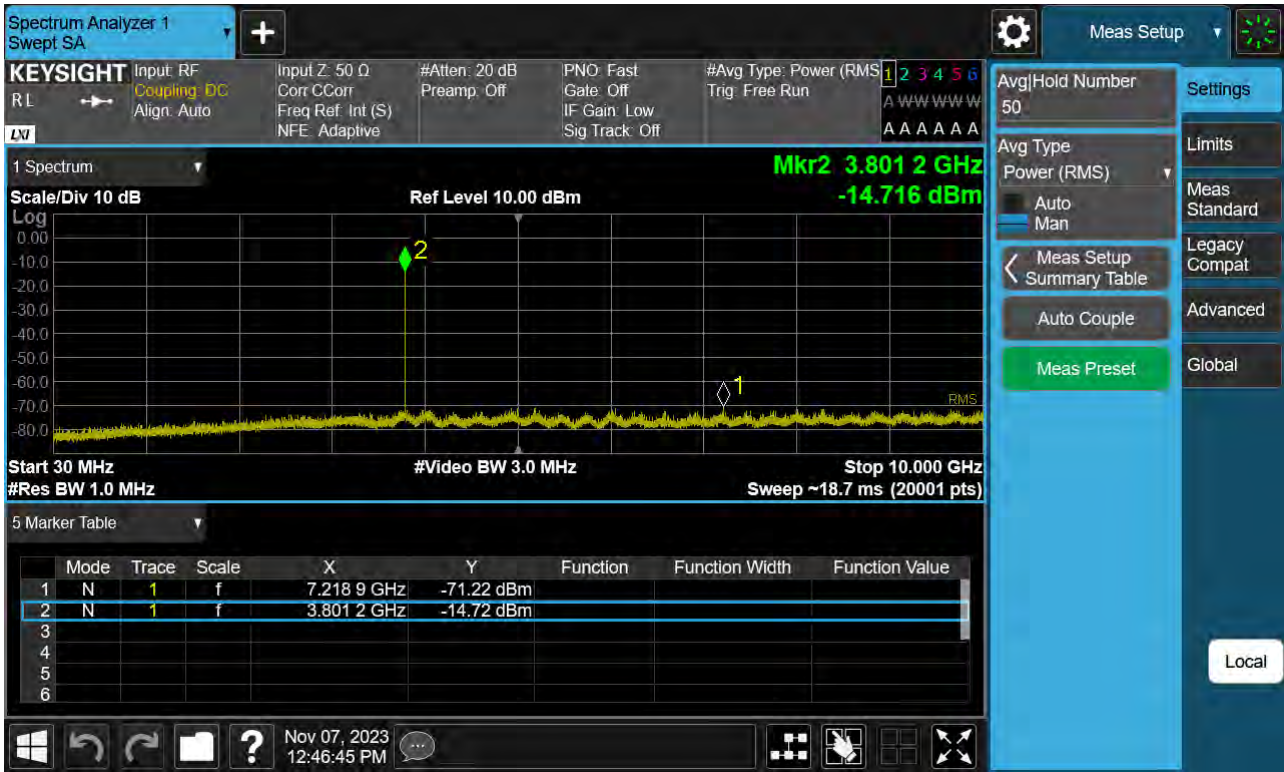 Spectrum Analyzer 1
Swept SA
Meas Setup
KEYSIGHT
RL
LXI
Input: RF
Coupling: DC
Align: Auto
Input Z: 50 Ω
Corr CCorr
Freq Ref: Int (S)
NFE: Adaptive
#Atten: 20 dB
Preamp: Off
PNO: Fast
Gate: Off
IF Gain: Low
Sig Track: Off
#Avg Type: Power (RMS
Trig: Free Run
1 2 3 4 5 6
A W W W W W
A A A A A A
1 Spectrum
Scale/Div 10 dB
Ref Level 10.00 dBm
Mkr2 3.801 2 GHz
-14.716 dBm
Log
0.00
-10.0
-20.0
-30.0
-40.0
-50.0
-60.0
-70.0
-80.0
2
1
RMS
Start 30 MHz
#Video BW 3.0 MHz
Stop 10.000 GHz
#Res BW 1.0 MHz
Sweep ~18.7 ms (20001 pts)
5 Marker Table
Mode Trace Scale X Y Function Function Width Function Value
1 N 1 f 7.218 9 GHz -71.22 dBm
2 N 1 f 3.801 2 GHz -14.72 dBm
3
4
5
6
Avg|Hold Number
50
Avg Type
Power (RMS)
Auto
Man
Meas Setup
Summary Table
Auto Couple
Meas Preset
Settings
Limits
Meas
Standard
Legacy
Compat
Advanced
Global
Local
?
Nov 07, 2023
12:46:45 PM